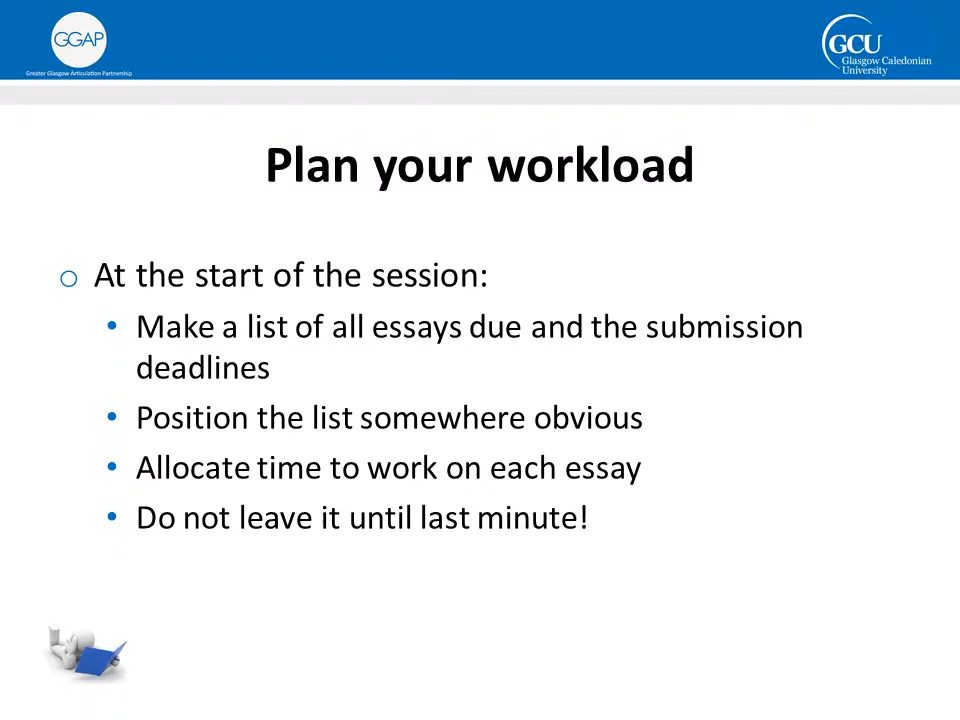 GGAP
Greater Glasgow Articulation Partnership
GCU
Glasgow Caledonian
University
Plan your workload
o At the start of the session:
• Make a list of all essays due and the submission
deadlines
• Position the list somewhere obvious
• Allocate time to work on each essay
• Do not leave it until last minute!